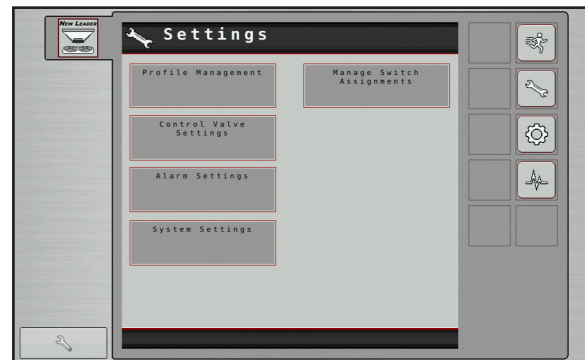 New Leader
Settings
Profile Management
Manage Switch
Assignments
Control Valve
Settings
Alarm Settings
System Settings